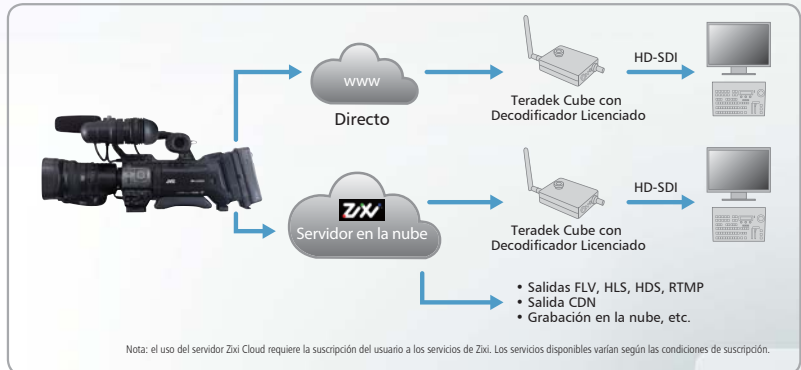 www
Directo
Teradek Cube con
Decodificador Licenciado
HD-SDI
JVC
ZiXi
Servidor en la nube
Teradek Cube con
Decodificador Licenciado
HD-SDI
• Salidas FLV, HLS, HDS, RTMP
• Salida CDN
• Grabación en la nube, etc.
Nota: el uso del servidor Zixi Cloud requiere la suscripción del usuario a los servicios de Zixi. Los servicios disponibles varían según las condiciones de suscripción.